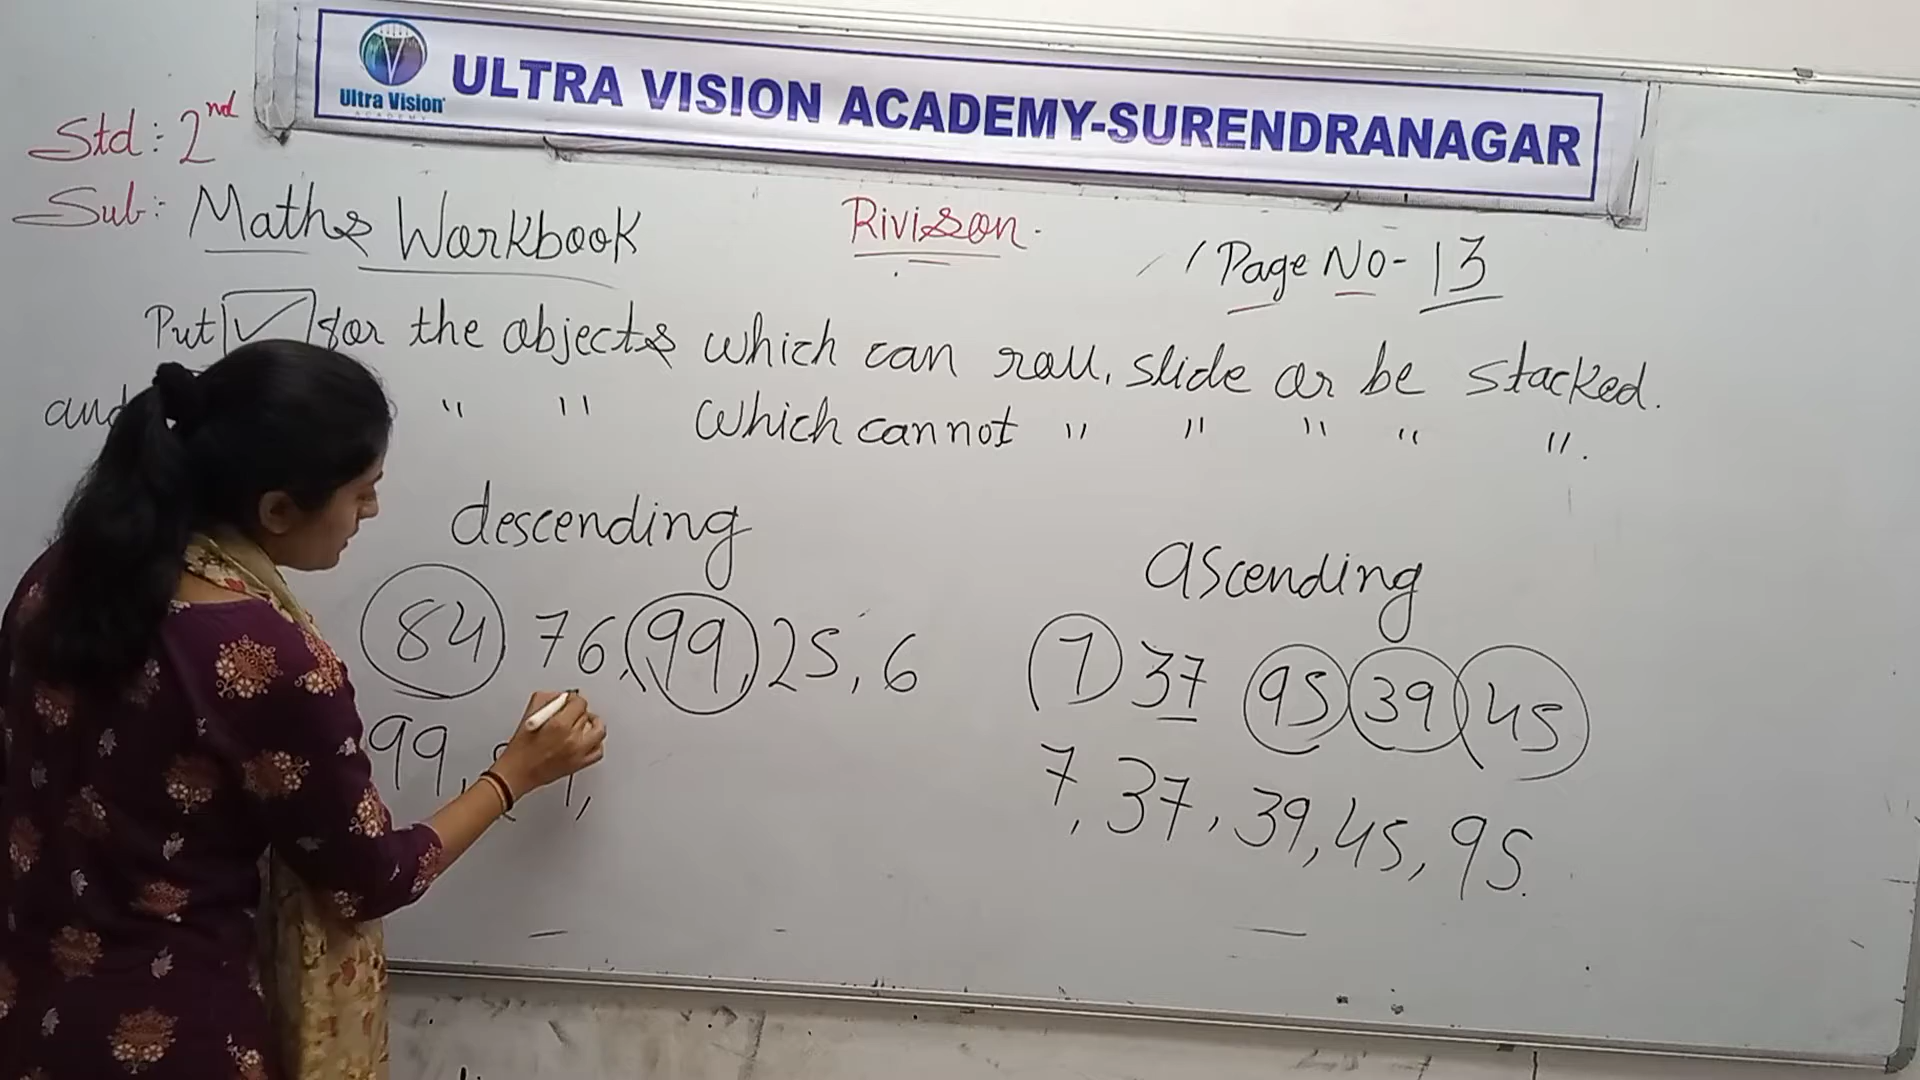 ULTRA VISION ACADEMY-SURENDRANAGAR
Ultra Vision
ACADEMY
Std: 2nd
Sub: Maths Workbook
Rivison.
Page No- 13
Put ✓ for the objects which can roll, slide or be stacked.
and " " which cannot " " " " ".
descending
84 76, 99, 25, 6
99,
ascending
7 37 95 39 45
7, 37, 39, 45, 95.